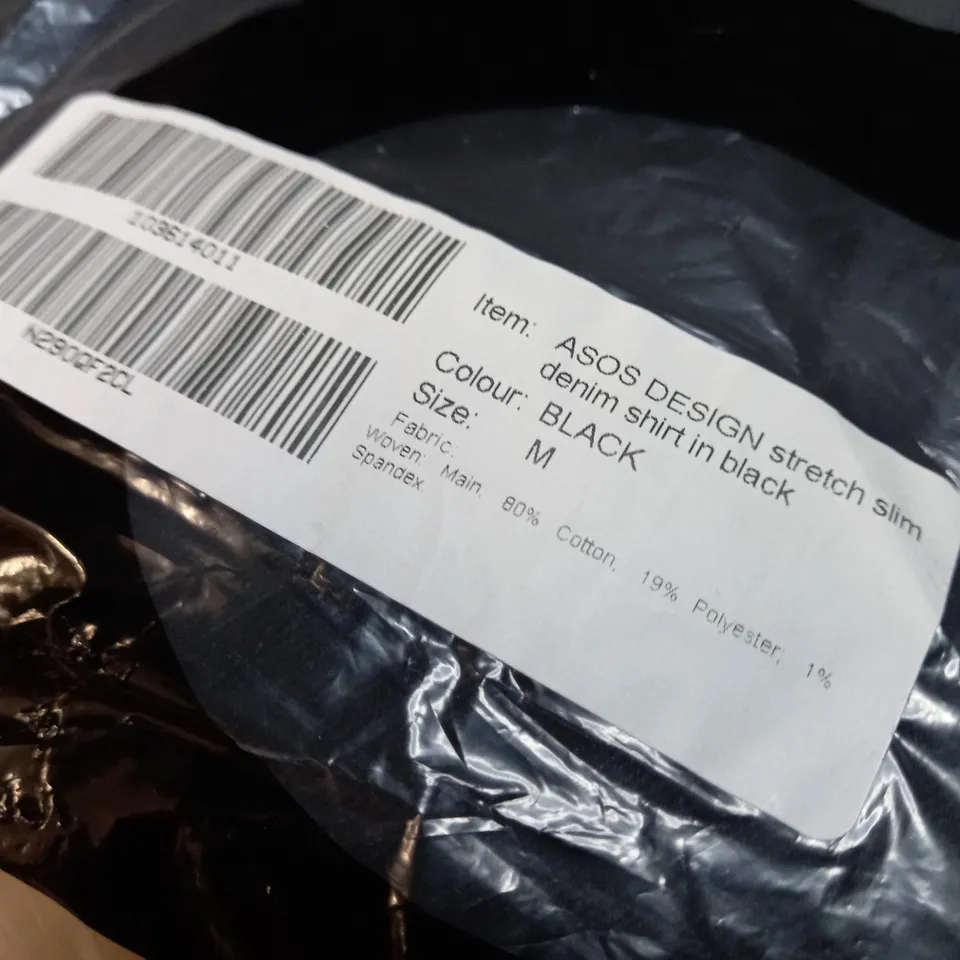 103614011
N290QF2CL
Item: ASOS DESIGN stretch slim
denim shirt in black
Colour: BLACK
Size: M
Fabric:
Woven: Main. 80% Cotton, 19% Polyester, 1%
Spandex.